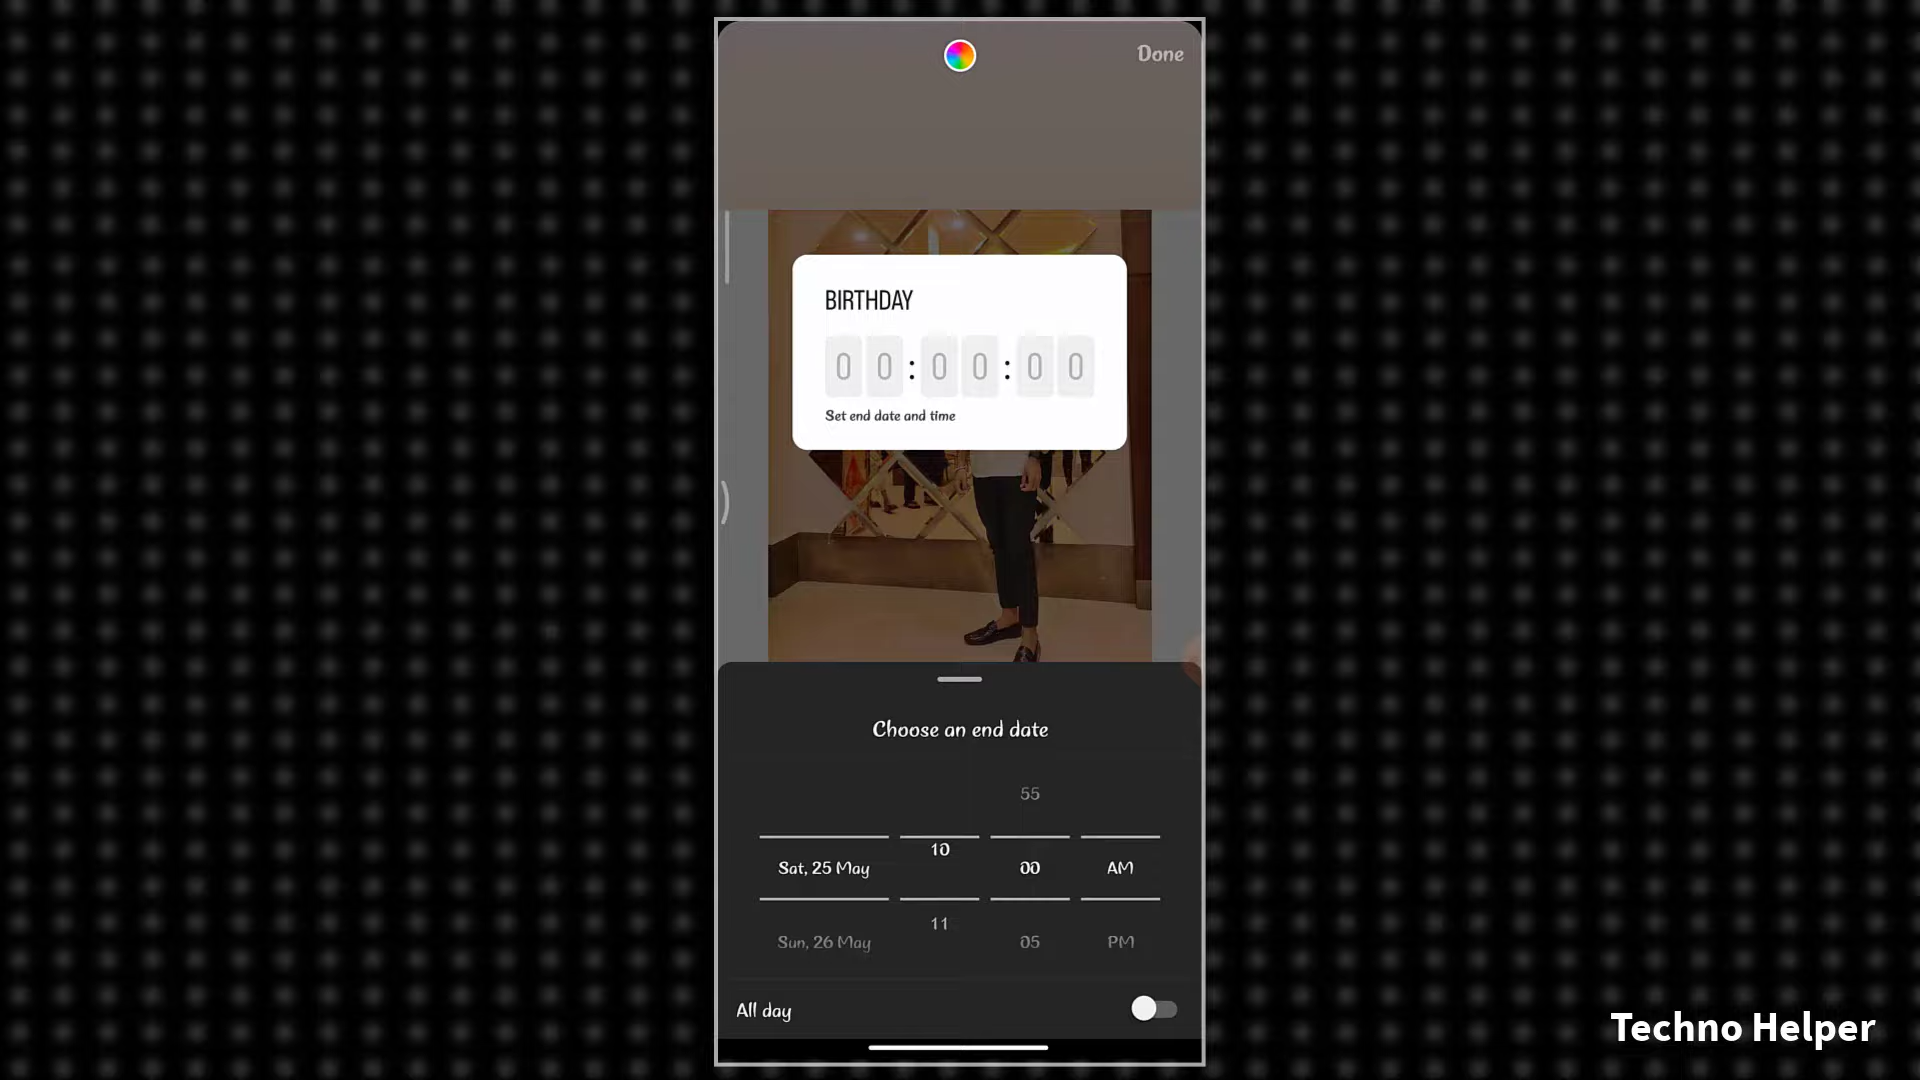 Done
BIRTHDAY
00:00:00
Set end date and time
Choose an end date
55
10
Sat, 25 May 00 AM
11
Sun, 26 May 05 PM
All day
Techno Helper